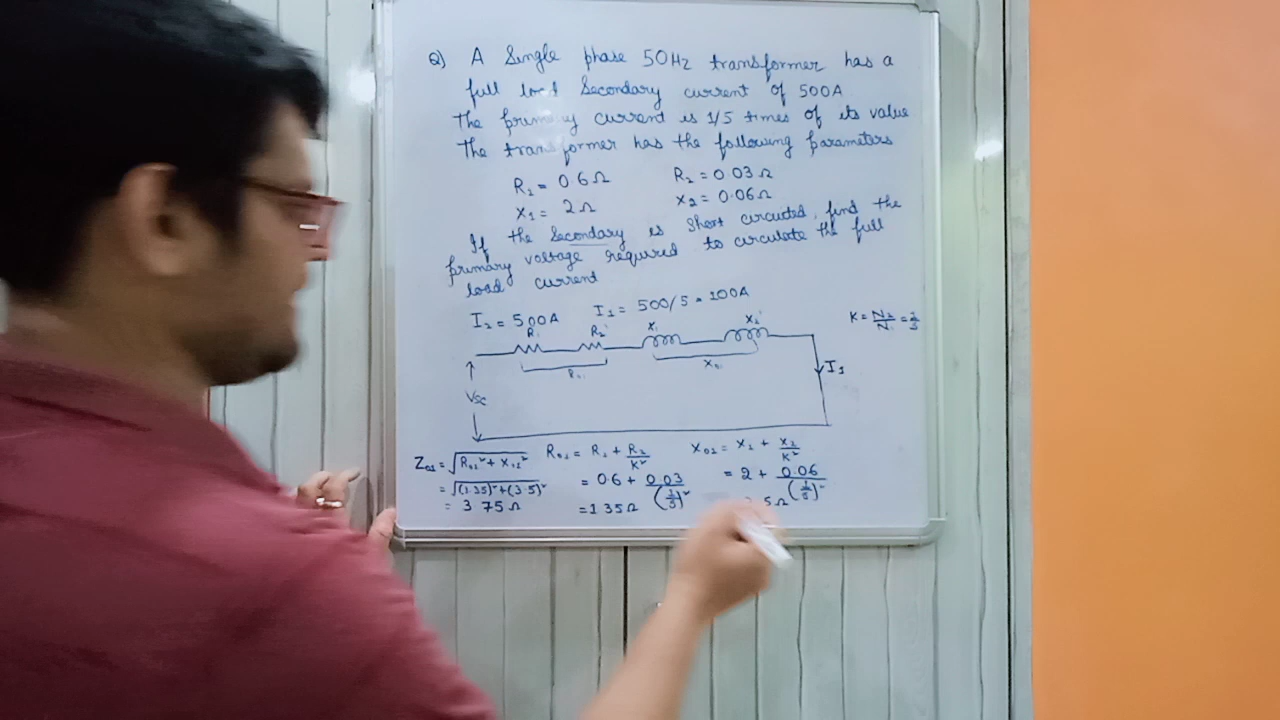 Q) A Single phase 50Hz transformer has a
full load Secondary current of 500A
The primary current is 1/5 times of its value
The transformer has the following parameters
R₁ = 0.6Ω R₂ = 0.03Ω
X₁ = 2Ω X₂ = 0.06Ω
If the Secondary is Short circuited, find the
primary voltage required to circulate the full
load current
I₂ = 500A I₁ = 500/5 = 100A
R₁ R₂' X₁ X₂' K = N₂/N₁ = 1/5
R₀₁ X₀₁ I₁
Vsc
Z₀₁ = √(R₀₁² + X₀₁²) R₀₁ = R₁ + R₂/K² X₀₁ = X₁ + X₂/K²
= √((1.35)² + (3.5)²) = 0.6 + 0.03/(1/5)² = 2 + 0.06/(1/5)²
= 3.75Ω = 1.35Ω 5Ω